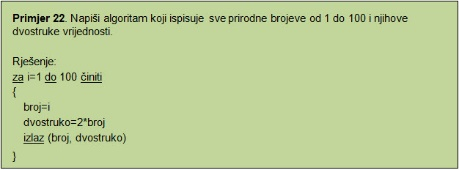 Primjer 22. Napiši algoritam koji ispisuje sve prirodne brojeve od 1 do 100 i njihove
dvostruke vrijednosti.
Rješenje:
za i=1 do 100 činiti
{
broj=i
dvostruko=2*broj
izlaz (broj, dvostruko)
}